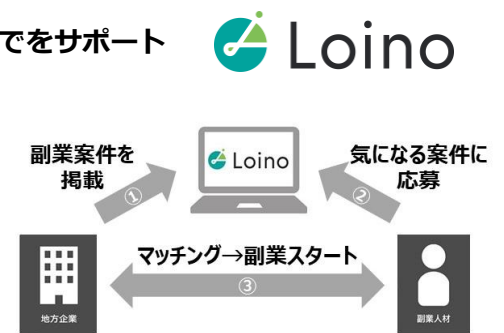 でをサポート
Loino
副業案件を
掲載
Loino
気になる案件に
応募
①
②
マッチング→副業スタート
③
地方企業
副業人材